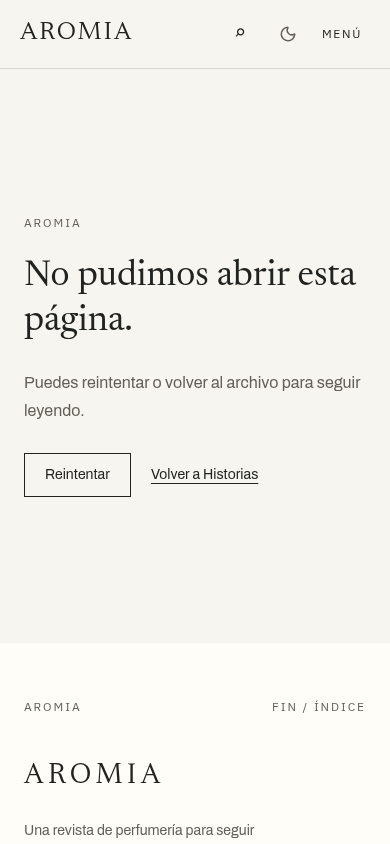 AROMIA
MENÚ
AROMIA
No pudimos abrir esta
página.
Puedes reintentar o volver al archivo para seguir
leyendo.
Reintentar
Volver a Historias
AROMIA
FIN / ÍNDICE
AROMIA
Una revista de perfumería para seguir